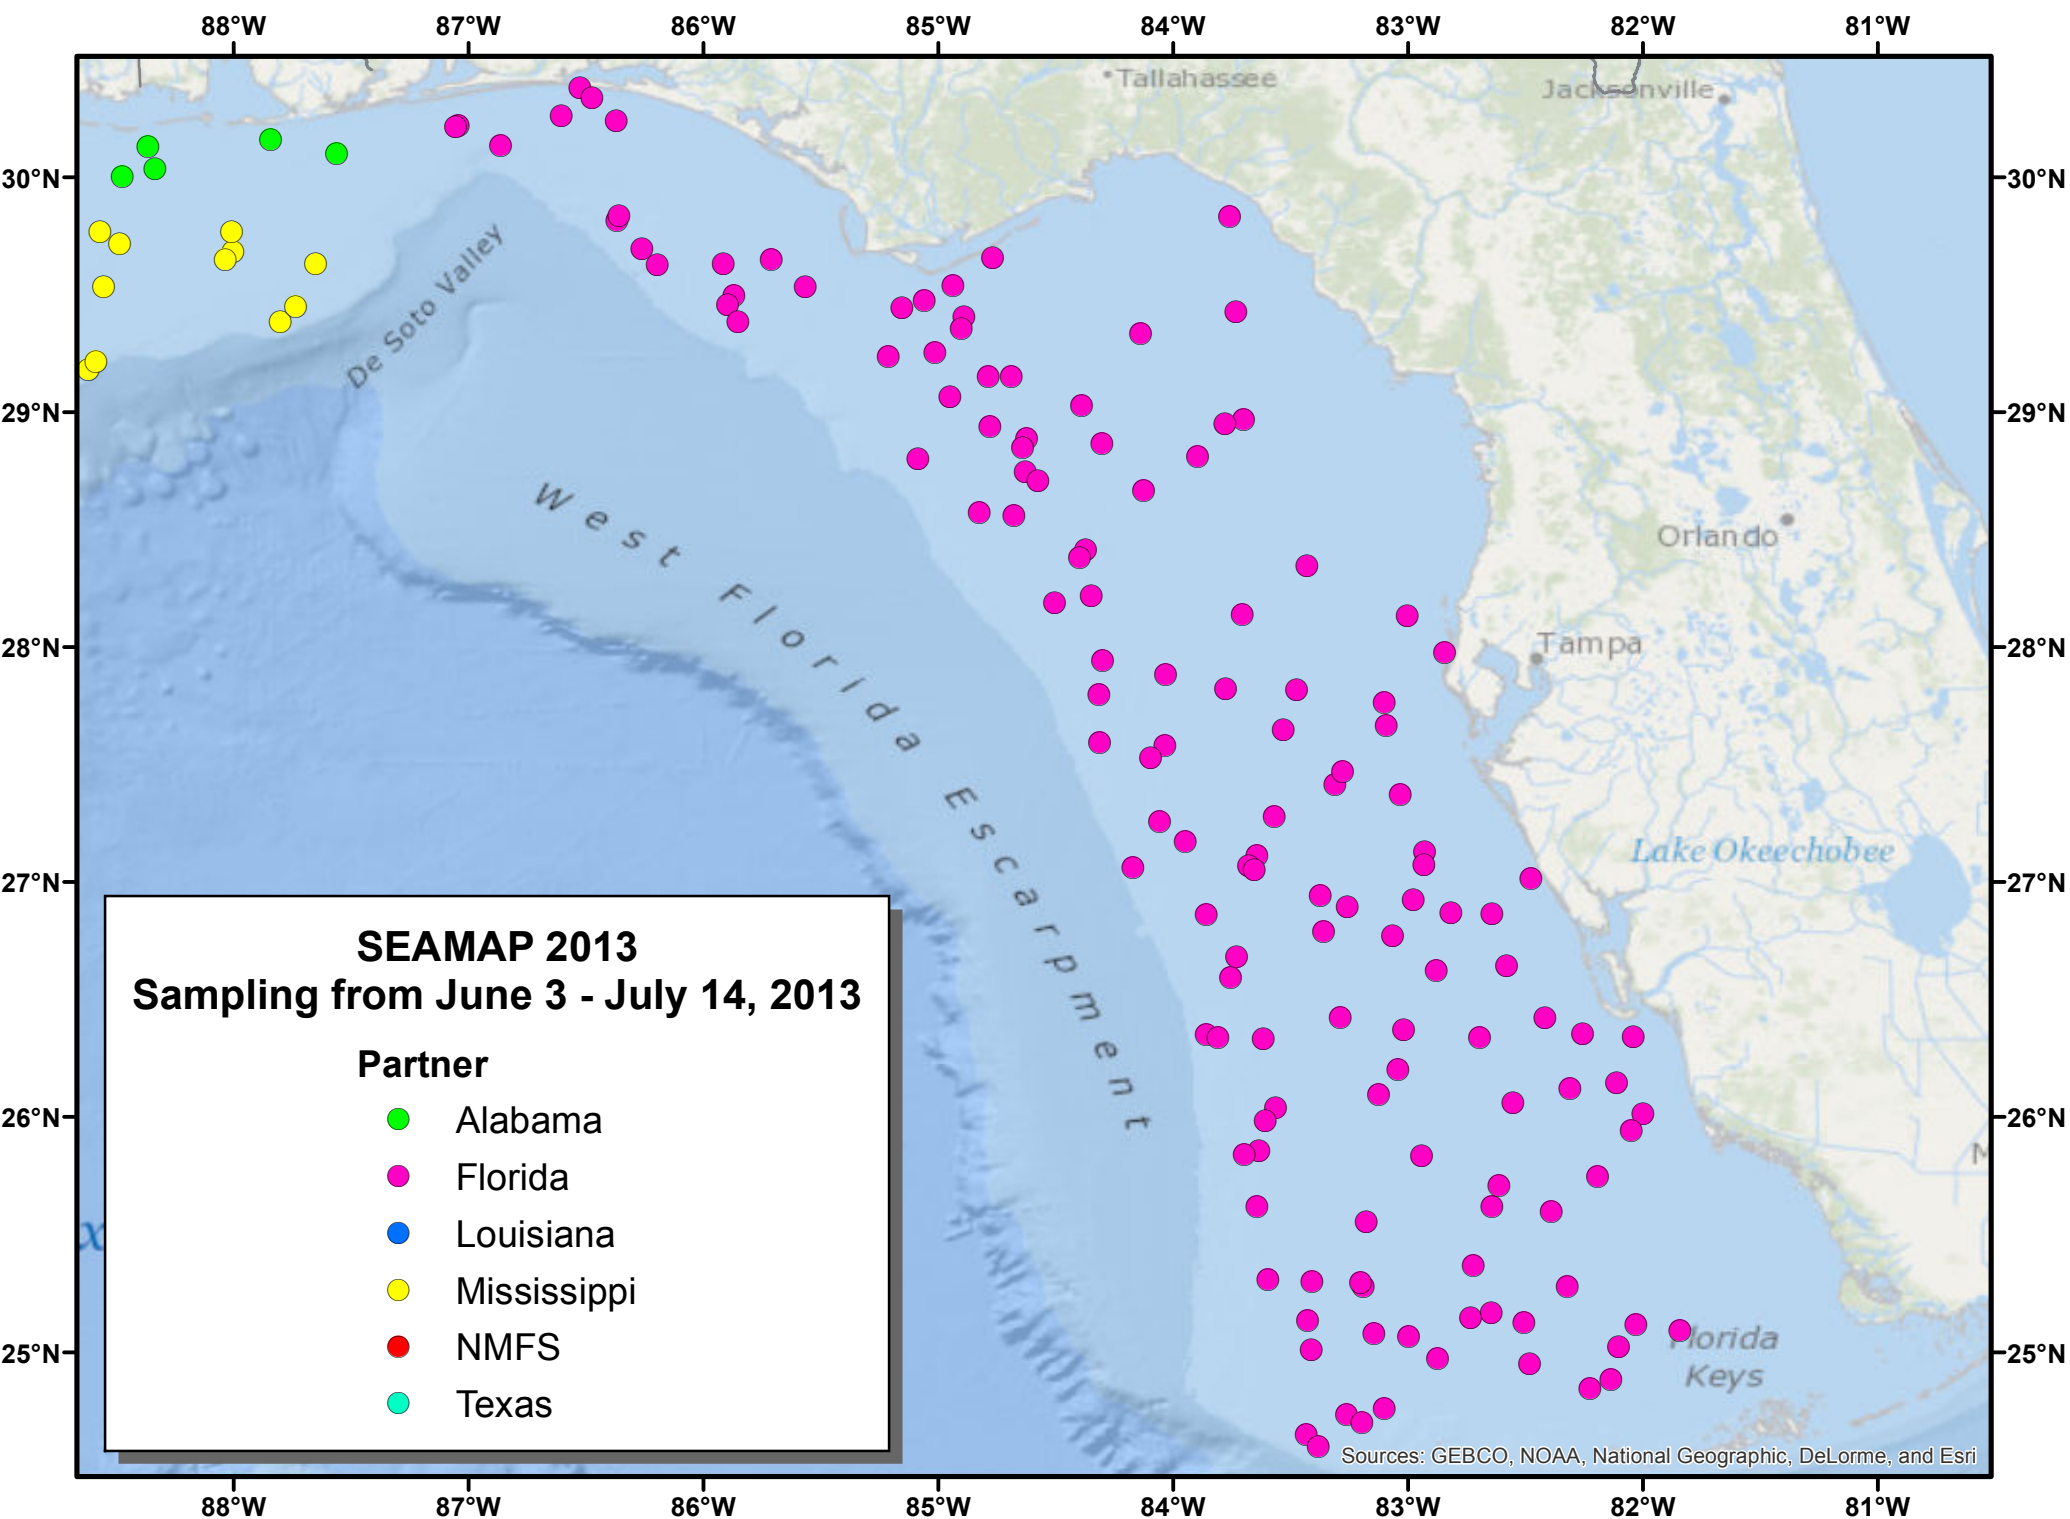 88°W 87°W 86°W 85°W 84°W 83°W 82°W 81°W
Tallahassee
Jacksonville
30°N 30°N
De Soto Valley
29°N 29°N
West Florida Escarpment
Orlando
28°N 28°N
Tampa
Lake Okeechobee
27°N 27°N
SEAMAP 2013
Sampling from June 3 - July 14, 2013
Partner
Alabama
Florida
Louisiana
Mississippi
NMFS
Texas
26°N 26°N
M
x
25°N 25°N
Florida
Keys
Sources: GEBCO, NOAA, National Geographic, DeLorme, and Esri
88°W 87°W 86°W 85°W 84°W 83°W 82°W 81°W